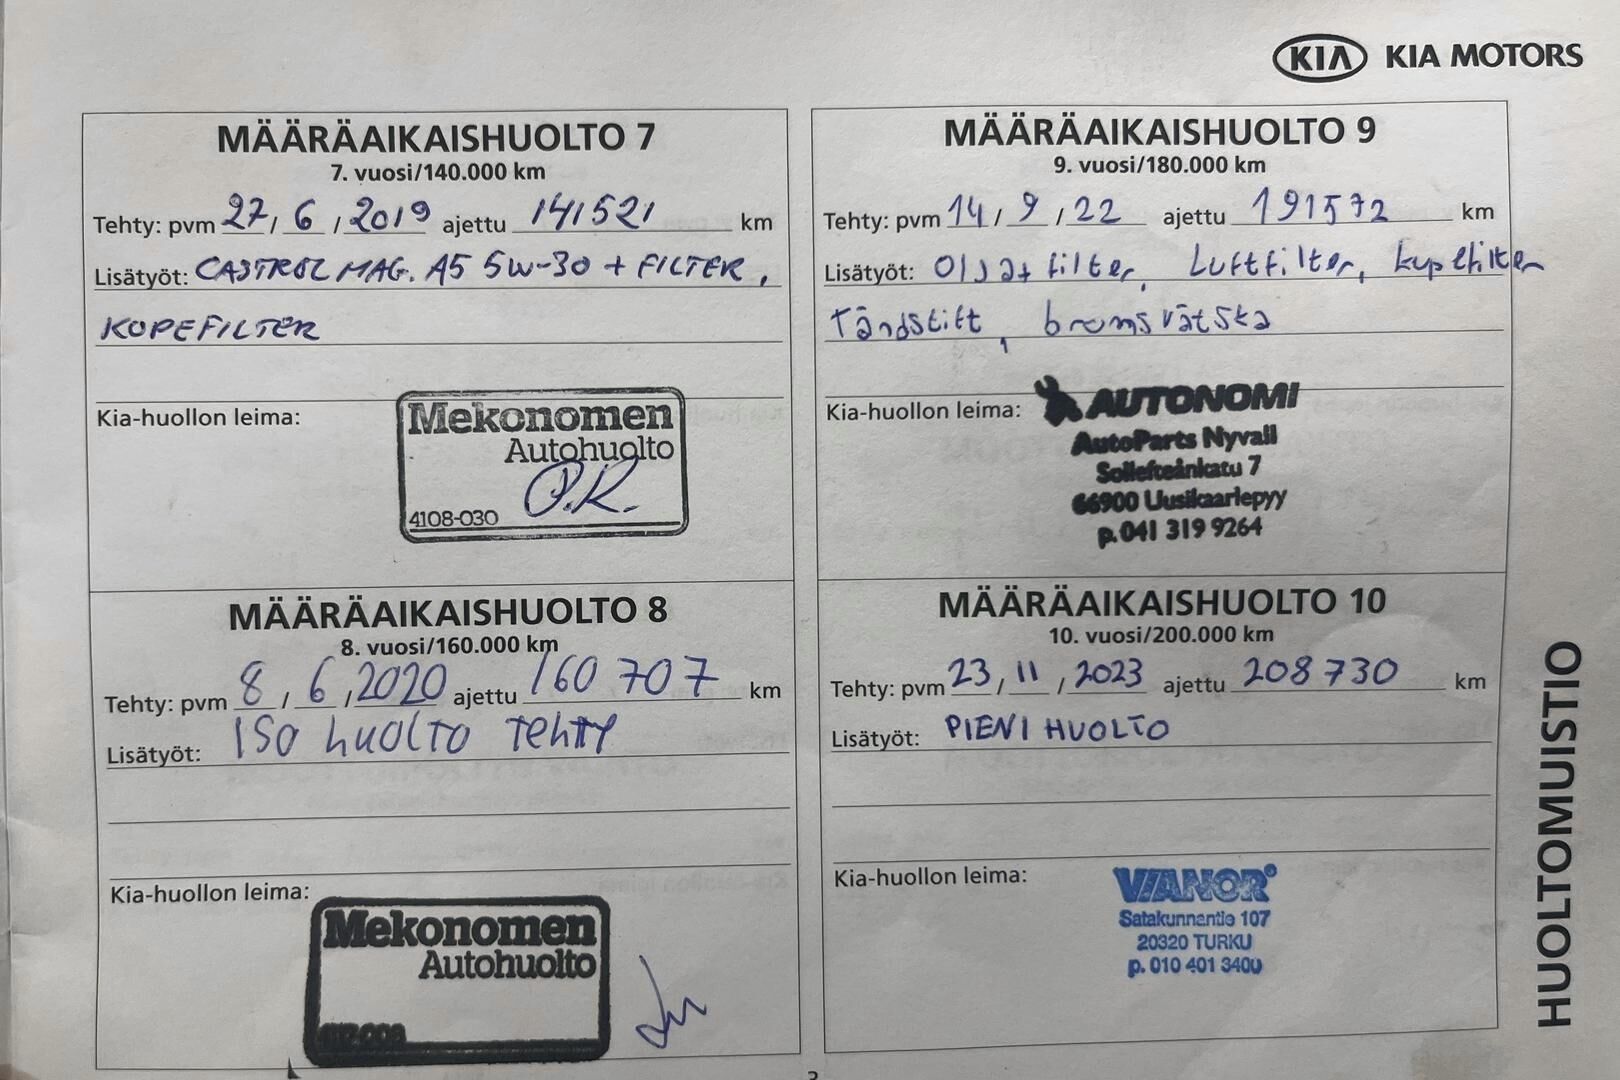 KIA KIA MOTORS
MÄÄRÄAIKAISHUOLTO 7
7. vuosi/140.000 km
Tehty: pvm 27/ 6 /2019 ajettu 141521 km
Lisätyöt: CASTROL MAG. A5 5W-30 + FILTER,
KOPEFILTER
Kia-huollon leima:
Mekonomen
Autohuolto
P.R.
4108-030
MÄÄRÄAIKAISHUOLTO 8
8. vuosi/160.000 km
Tehty: pvm 8 / 6 /2020 ajettu 160 707 km
Lisätyöt: ISO huolto Tehty
Kia-huollon leima:
Mekonomen
Autohuolto
MÄÄRÄAIKAISHUOLTO 9
9. vuosi/180.000 km
Tehty: pvm 14/ 9 /22 ajettu 191572 km
Lisätyöt: Olja+filter, Luftfilter, kupefilter
Tändstift, bromsvätska
Kia-huollon leima:
AUTONOMI
AutoParts Nyvall
Sollefteånkatu 7
66900 Uusikaarlepyy
p. 041 319 9264
MÄÄRÄAIKAISHUOLTO 10
10. vuosi/200.000 km
Tehty: pvm 23/ 11 /2023 ajettu 208730 km
Lisätyöt: PIENI HUOLTO
Kia-huollon leima:
VIANOR
Satakunnantie 107
20320 TURKU
p. 010 401 3400
HUOLTOMUISTIO
3